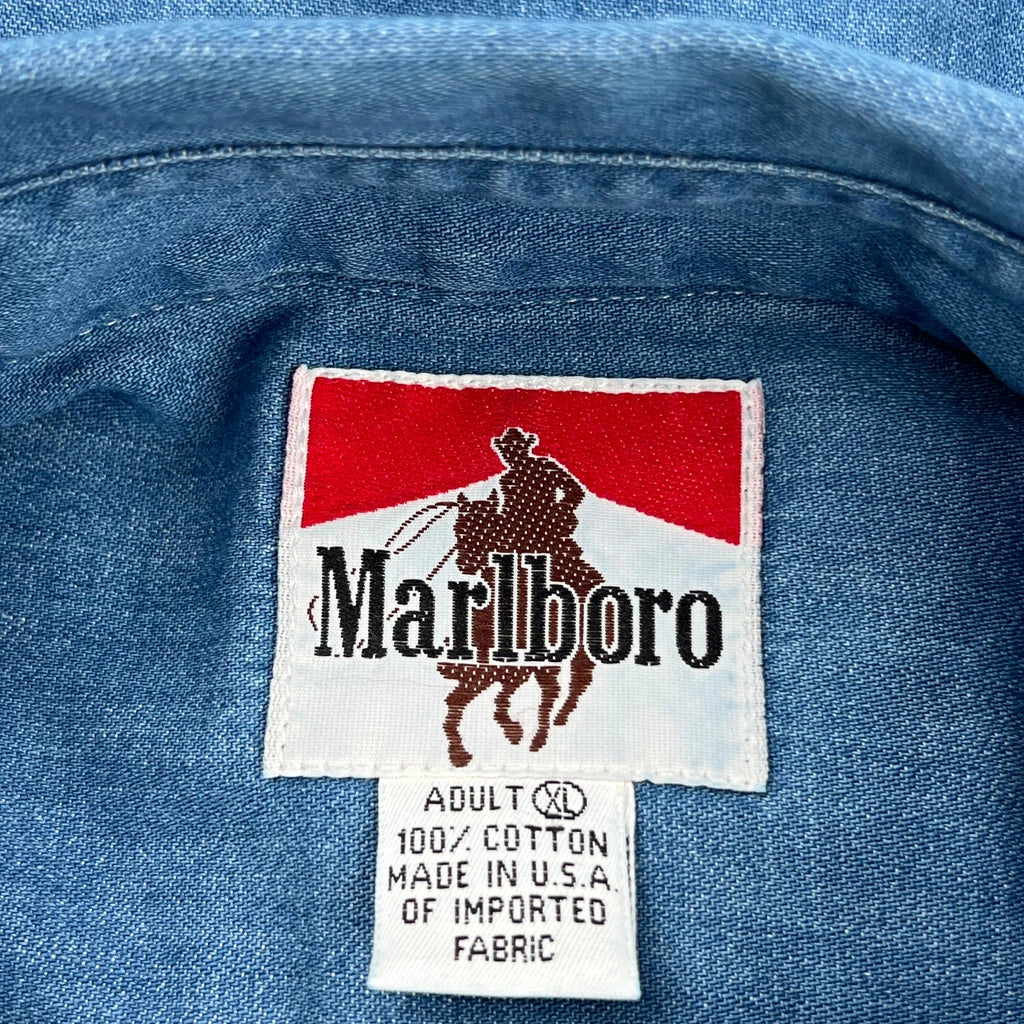 Marlboro
ADULT XL
100% COTTON
MADE IN U.S.A.
OF IMPORTED
FABRIC